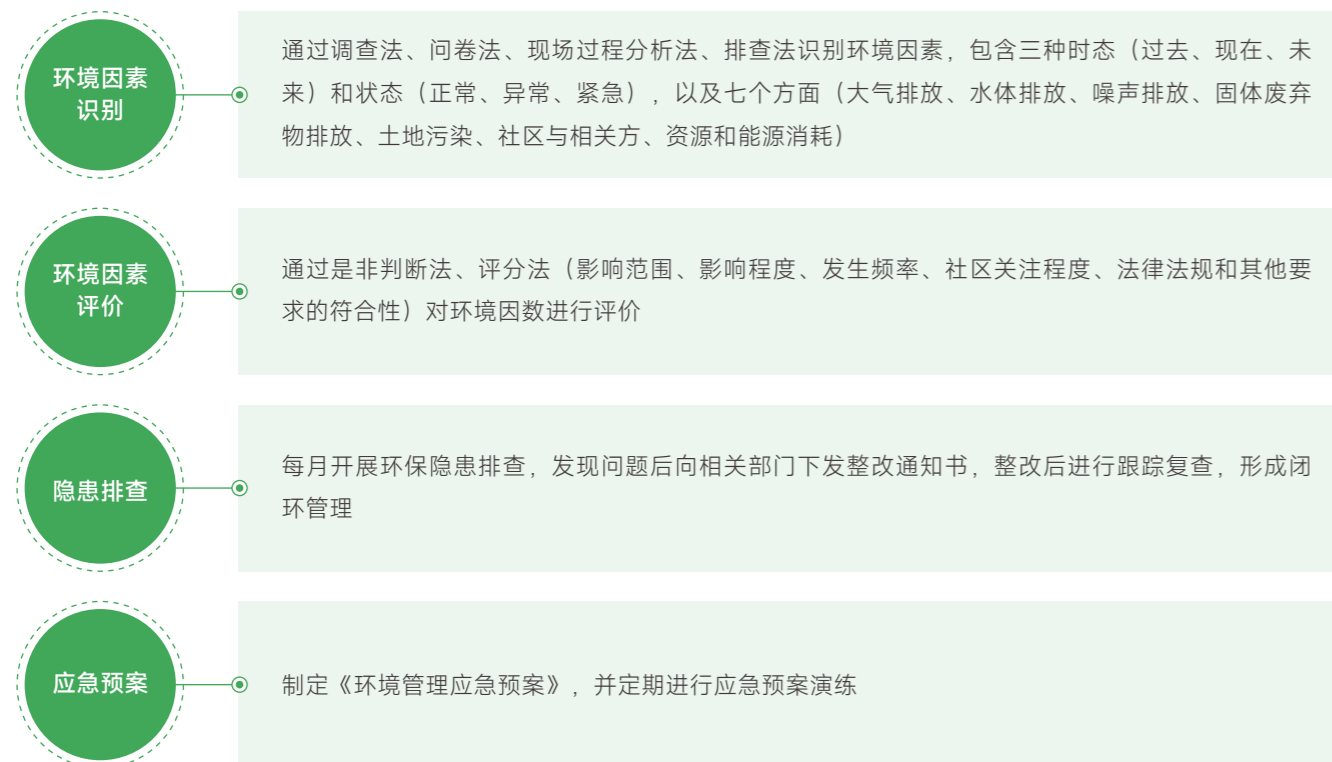 环境因素
识别
通过调查法、问卷法、现场过程分析法、排查法识别环境因素，包含三种时态（过去、现在、未
来）和状态（正常、异常、紧急），以及七个方面（大气排放、水体排放、噪声排放、固体废弃
物排放、土地污染、社区与相关方、资源和能源消耗）
环境因素
评价
通过是非判断法、评分法（影响范围、影响程度、发生频率、社区关注程度、法律法规和其他要
求的符合性）对环境因数进行评价
隐患排查
每月开展环保隐患排查，发现问题后向相关部门下发整改通知书，整改后进行跟踪复查，形成闭
环管理
应急预案
制定《环境管理应急预案》，并定期进行应急预案演练